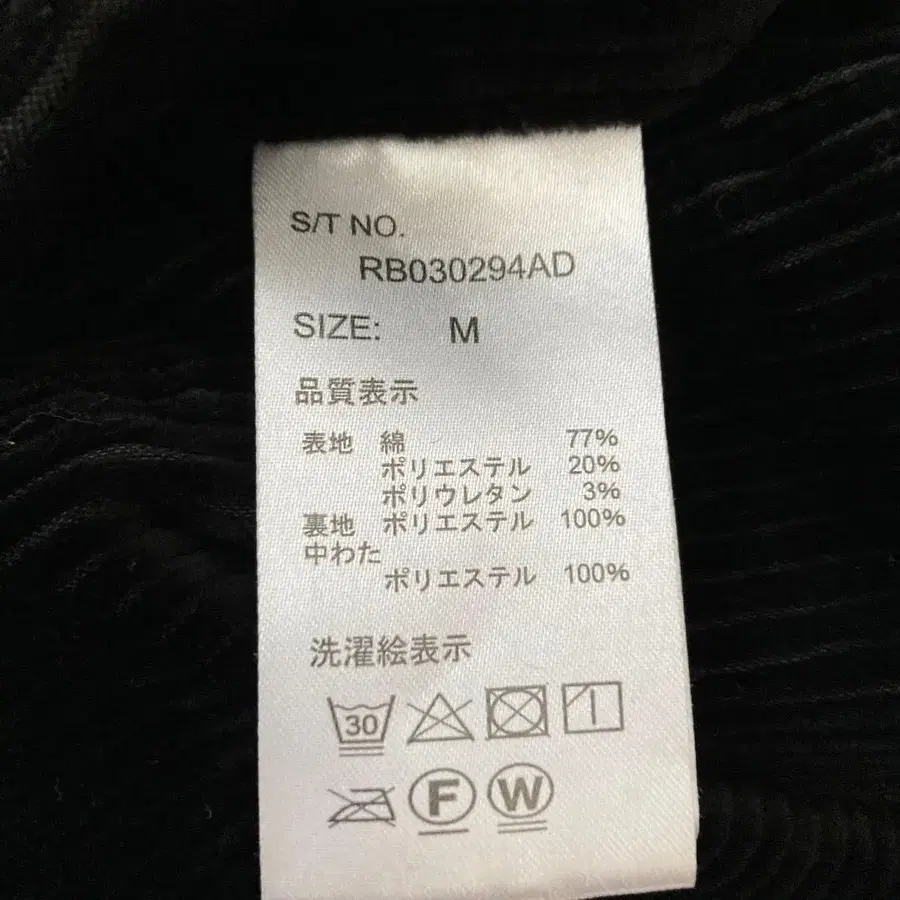 S/T NO.
RB030294AD
SIZE: M
品質表示
表地 綿 77%
ポリエステル 20%
ポリウレタン 3%
裏地 ポリエステル 100%
中わた
ポリエステル 100%
洗濯絵表示
30
F W